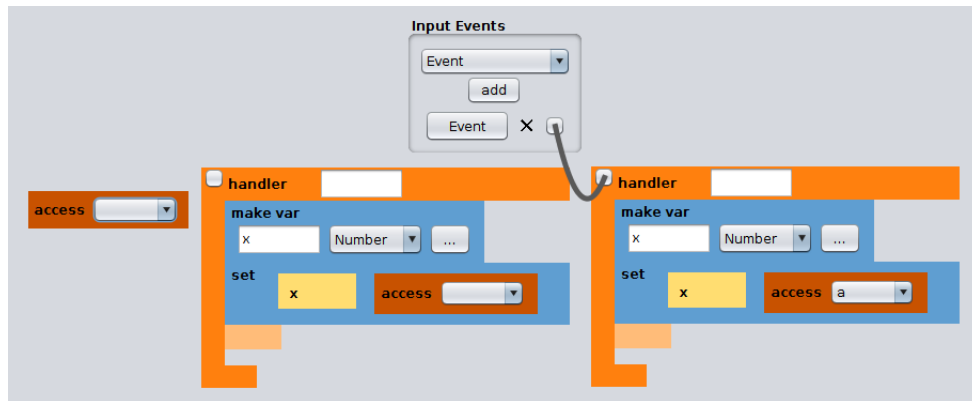 Input Events
Event
add
Event
access
handler
make var
x Number ...
set
x access
handler
make var
x Number ...
set
x access a